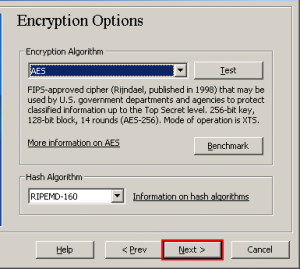 Encryption Options
Encryption Algorithm
AES
Test
FIPS-approved cipher (Rijndael, published in 1998) that may be
used by U.S. government departments and agencies to protect
classified information up to the Top Secret level. 256-bit key,
128-bit block, 14 rounds (AES-256). Mode of operation is XTS.
More information on AES
Benchmark
Hash Algorithm
RIPEMD-160
Information on hash algorithms
Help
< Prev
Next >
Cancel